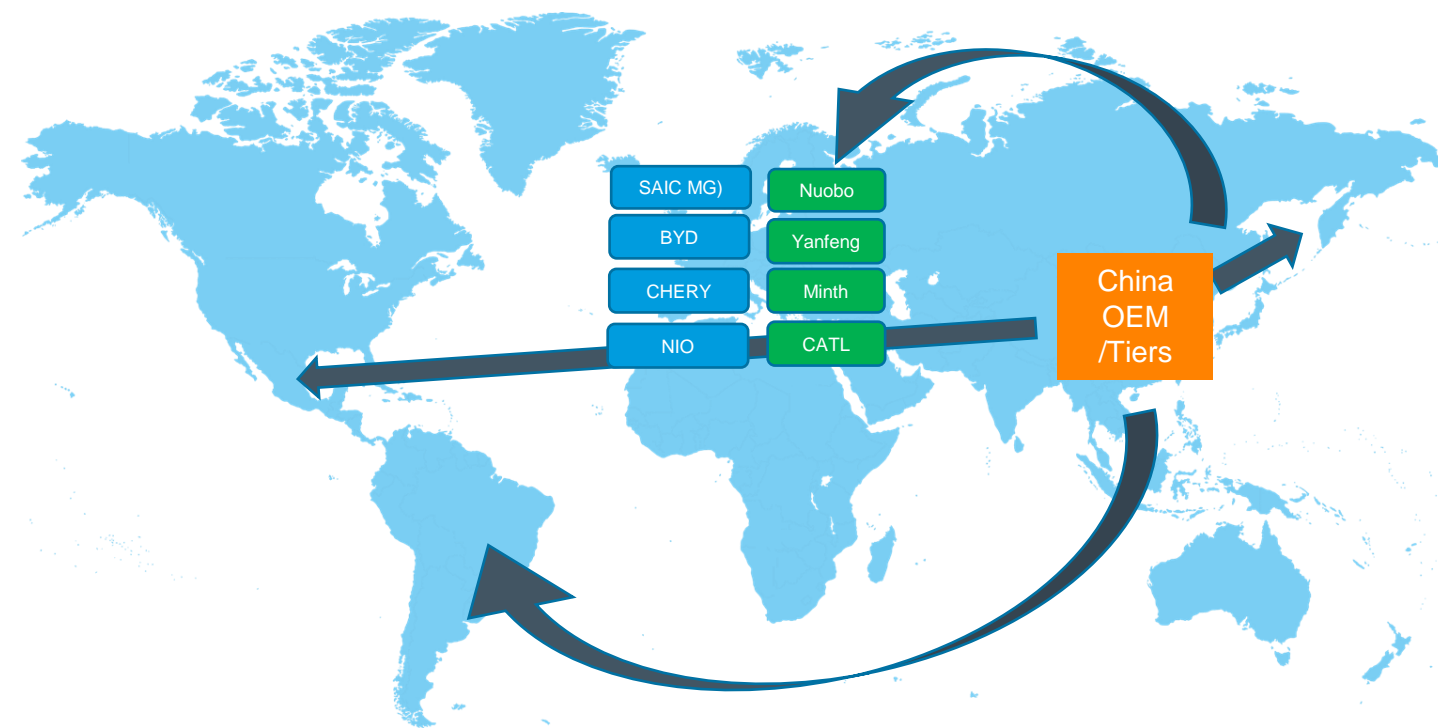 SAIC MG)
Nuobo
BYD
Yanfeng
CHERY
Minth
NIO
CATL
China
OEM
/Tiers